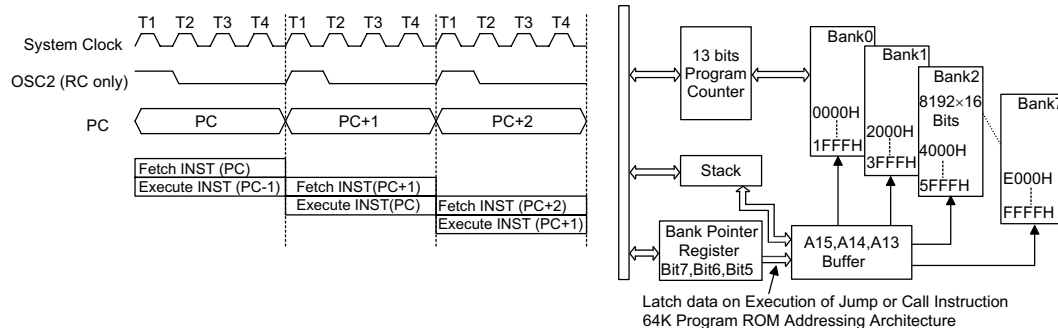 T1 T2 T3 T4 T1 T2 T3 T4 T1 T2 T3 T4
System Clock
OSC2 (RC only)
PC PC PC+1 PC+2
Fetch INST (PC)
Execute INST (PC-1) Fetch INST(PC+1)
Execute INST(PC) Fetch INST (PC+2)
Execute INST (PC+1)
13 bits
Program
Counter
Stack
Bank Pointer
Register
Bit7,Bit6,Bit5
A15,A14,A13
Buffer
Bank0
0000H
1FFFH
Bank1
2000H
3FFFH
Bank2
8192×16
Bits
4000H
5FFFH
Bank7
E000H
FFFFH
Latch data on Execution of Jump or Call Instruction
64K Program ROM Addressing Architecture